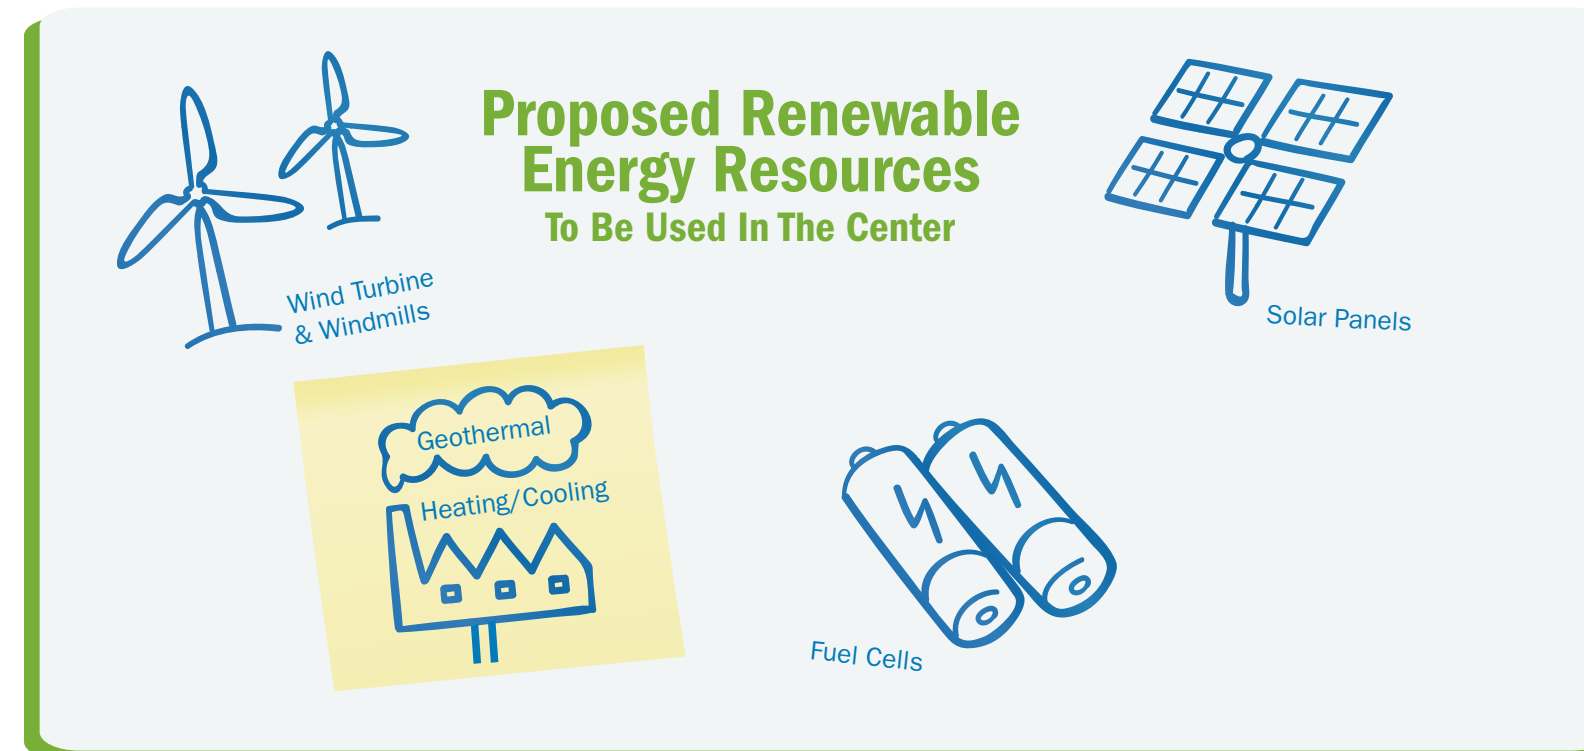 Proposed Renewable
Energy Resources
To Be Used In The Center
Wind Turbine
& Windmills
Solar Panels
Geothermal
Heating/Cooling
Fuel Cells